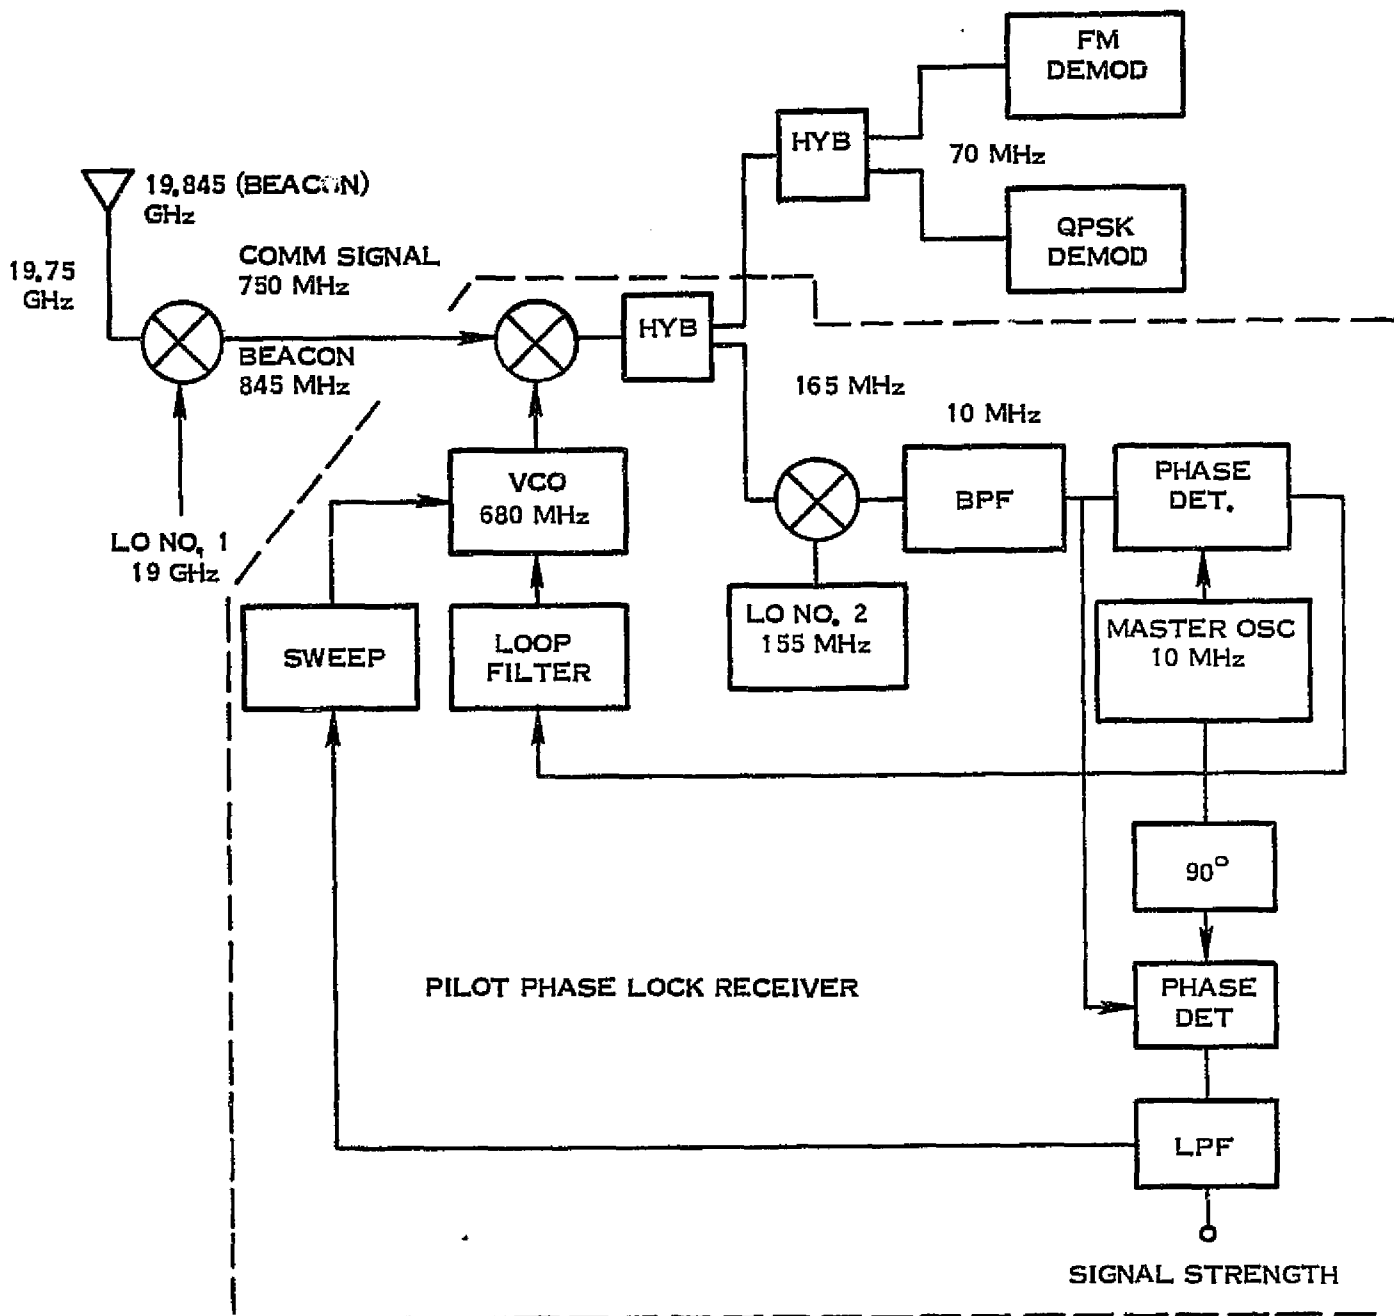 FM
DEMOD
HYB
70 MHz
19.845 (BEACON)
GHz
QPSK
DEMOD
19.75
GHz
COMM SIGNAL
750 MHz
HYB
BEACON
845 MHz
165 MHz
10 MHz
VCO
680 MHz
BPF
PHASE
DET.
LO NO. 1
19 GHz
SWEEP
LOOP
FILTER
LO NO. 2
155 MHz
MASTER OSC
10 MHz
90°
PILOT PHASE LOCK RECEIVER
PHASE
DET
LPF
SIGNAL STRENGTH